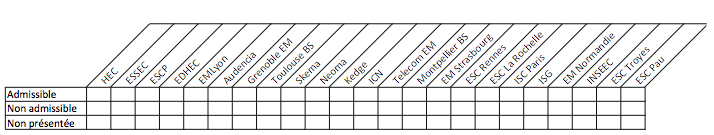 HEC
ESSEC
ESCP
EDHEC
EMLyon
Audencia
Grenoble EM
Toulouse BS
Skema
Neoma
Kedge
ICN
Telecom EM
Montpellier BS
EM Strasbourg
ESC Rennes
ESC La Rochelle
ISC Paris
ISG
EM Normandie
INSEEC
ESC Troyes
ESC Pau
Admissible
Non admissible
Non présentée